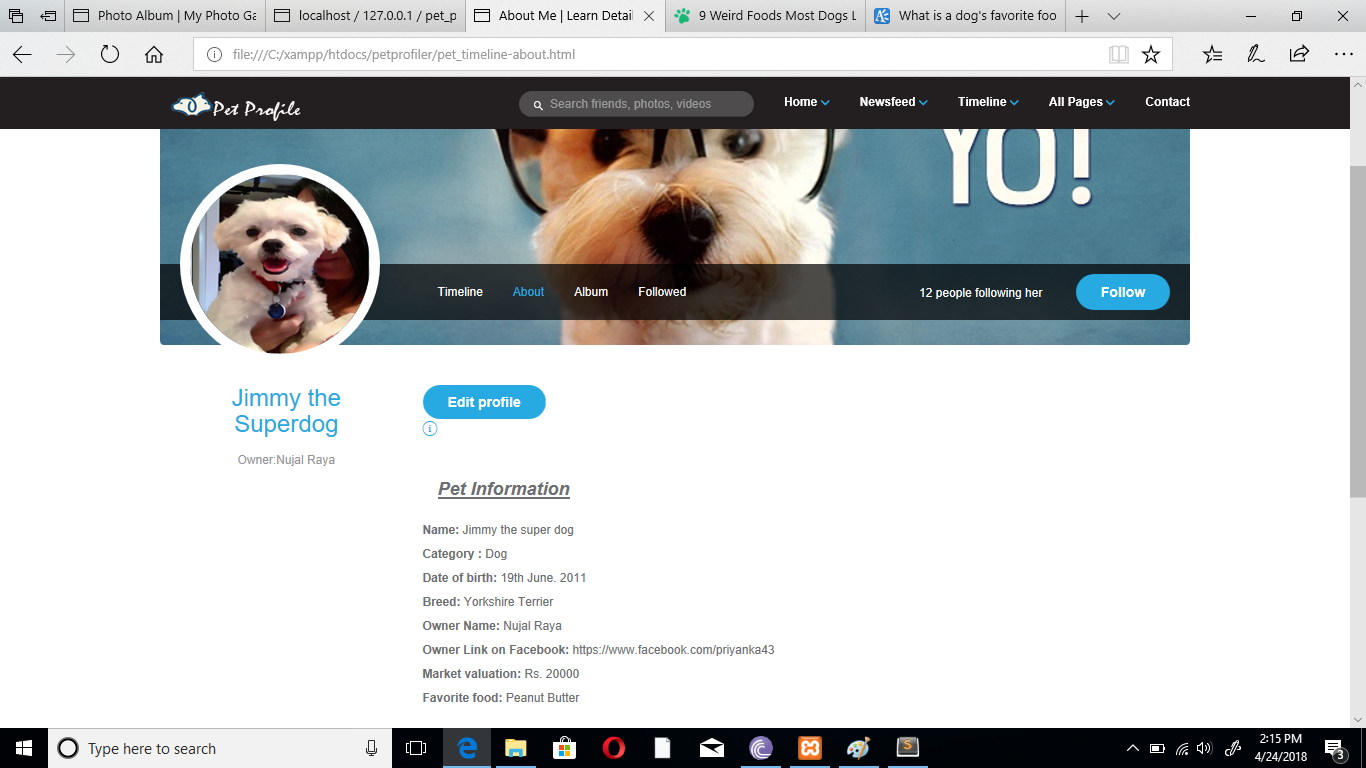 Photo Album | My Photo Ga
localhost / 127.0.0.1 / pet_p
About Me | Learn Detail
9 Weird Foods Most Dogs L
What is a dog's favorite foo
file:///C:/xampp/htdocs/petprofiler/pet_timeline-about.html
Pet Profile
Search friends, photos, videos
Home
Newsfeed
Timeline
All Pages
Contact
YO!
Timeline
About
Album
Followed
12 people following her
Follow
Jimmy the
Superdog
Owner:Nujal Raya
Edit profile
Pet Information
Name: Jimmy the super dog
Category : Dog
Date of birth: 19th June. 2011
Breed: Yorkshire Terrier
Owner Name: Nujal Raya
Owner Link on Facebook: https://www.facebook.com/priyanka43
Market valuation: Rs. 20000
Favorite food: Peanut Butter
Type here to search
2:15 PM
4/24/2018
3